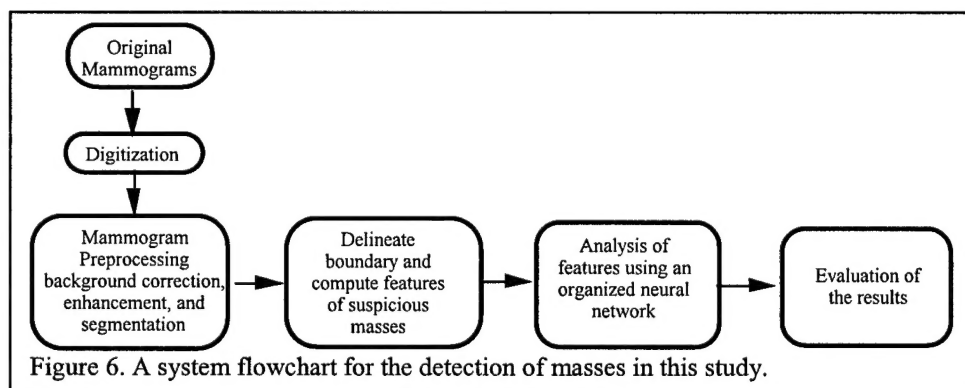 Original
Mammograms
Digitization
Mammogram
Preprocessing
background correction,
enhancement, and
segmentation
Delineate
boundary and
compute features
of suspicious
masses
Analysis of
features using an
organized neural
network
Evaluation of
the results
Figure 6. A system flowchart for the detection of masses in this study.